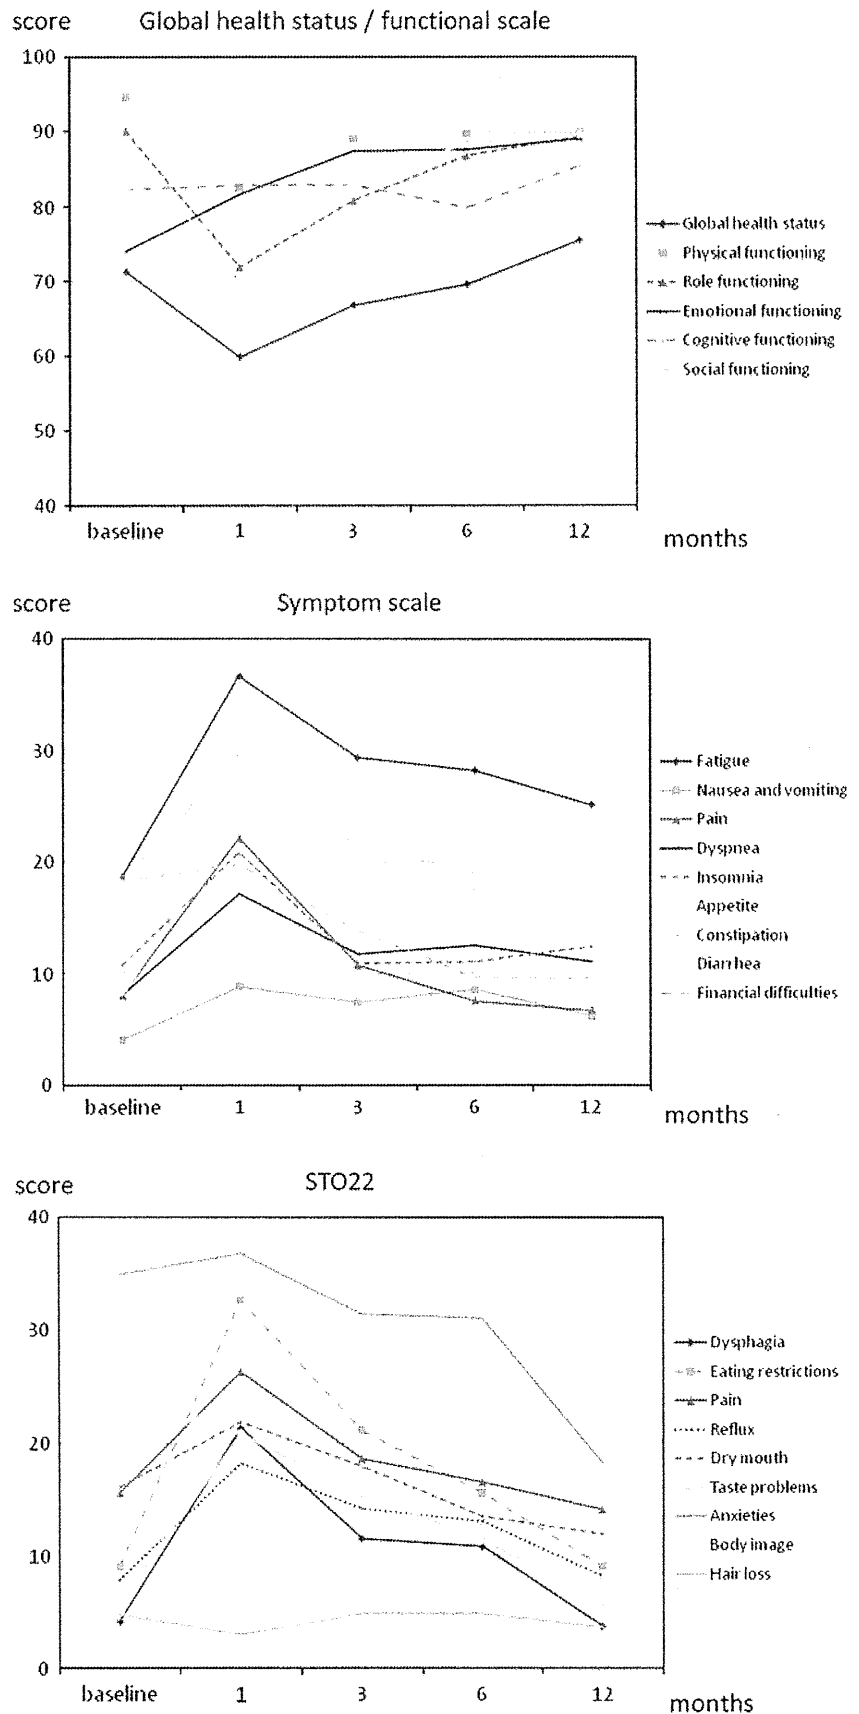 score Global health status / functional scale
100
90
80
70
60
50
40
baseline 1 3 6 12 months
Global health status
Physical functioning
Role functioning
Emotional functioning
Cognitive functioning
Social functioning
score Symptom scale
40
30
20
10
0
baseline 1 3 6 12 months
Fatigue
Nausea and vomiting
Pain
Dyspnea
Insomnia
Appetite
Constipation
Diarrhea
Financial difficulties
score STO22
40
30
20
10
0
baseline 1 3 6 12 months
Dysphagia
Eating restrictions
Pain
Reflux
Dry mouth
Taste problems
Anxieties
Body image
Hair loss